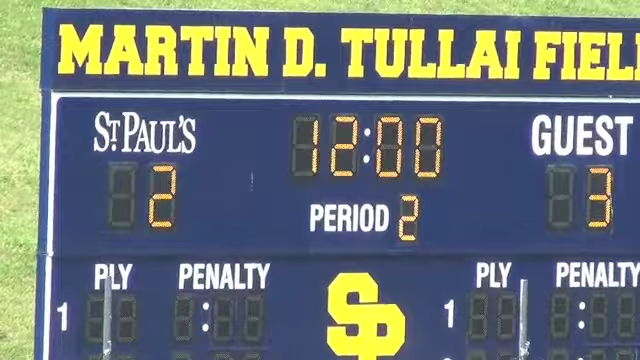 MARTIN D. TULLAI FIEL
ST. PAUL'S 12:00 GUEST
2 PERIOD 2 3
PLY PENALTY PLY PENALTY
1 SP 1